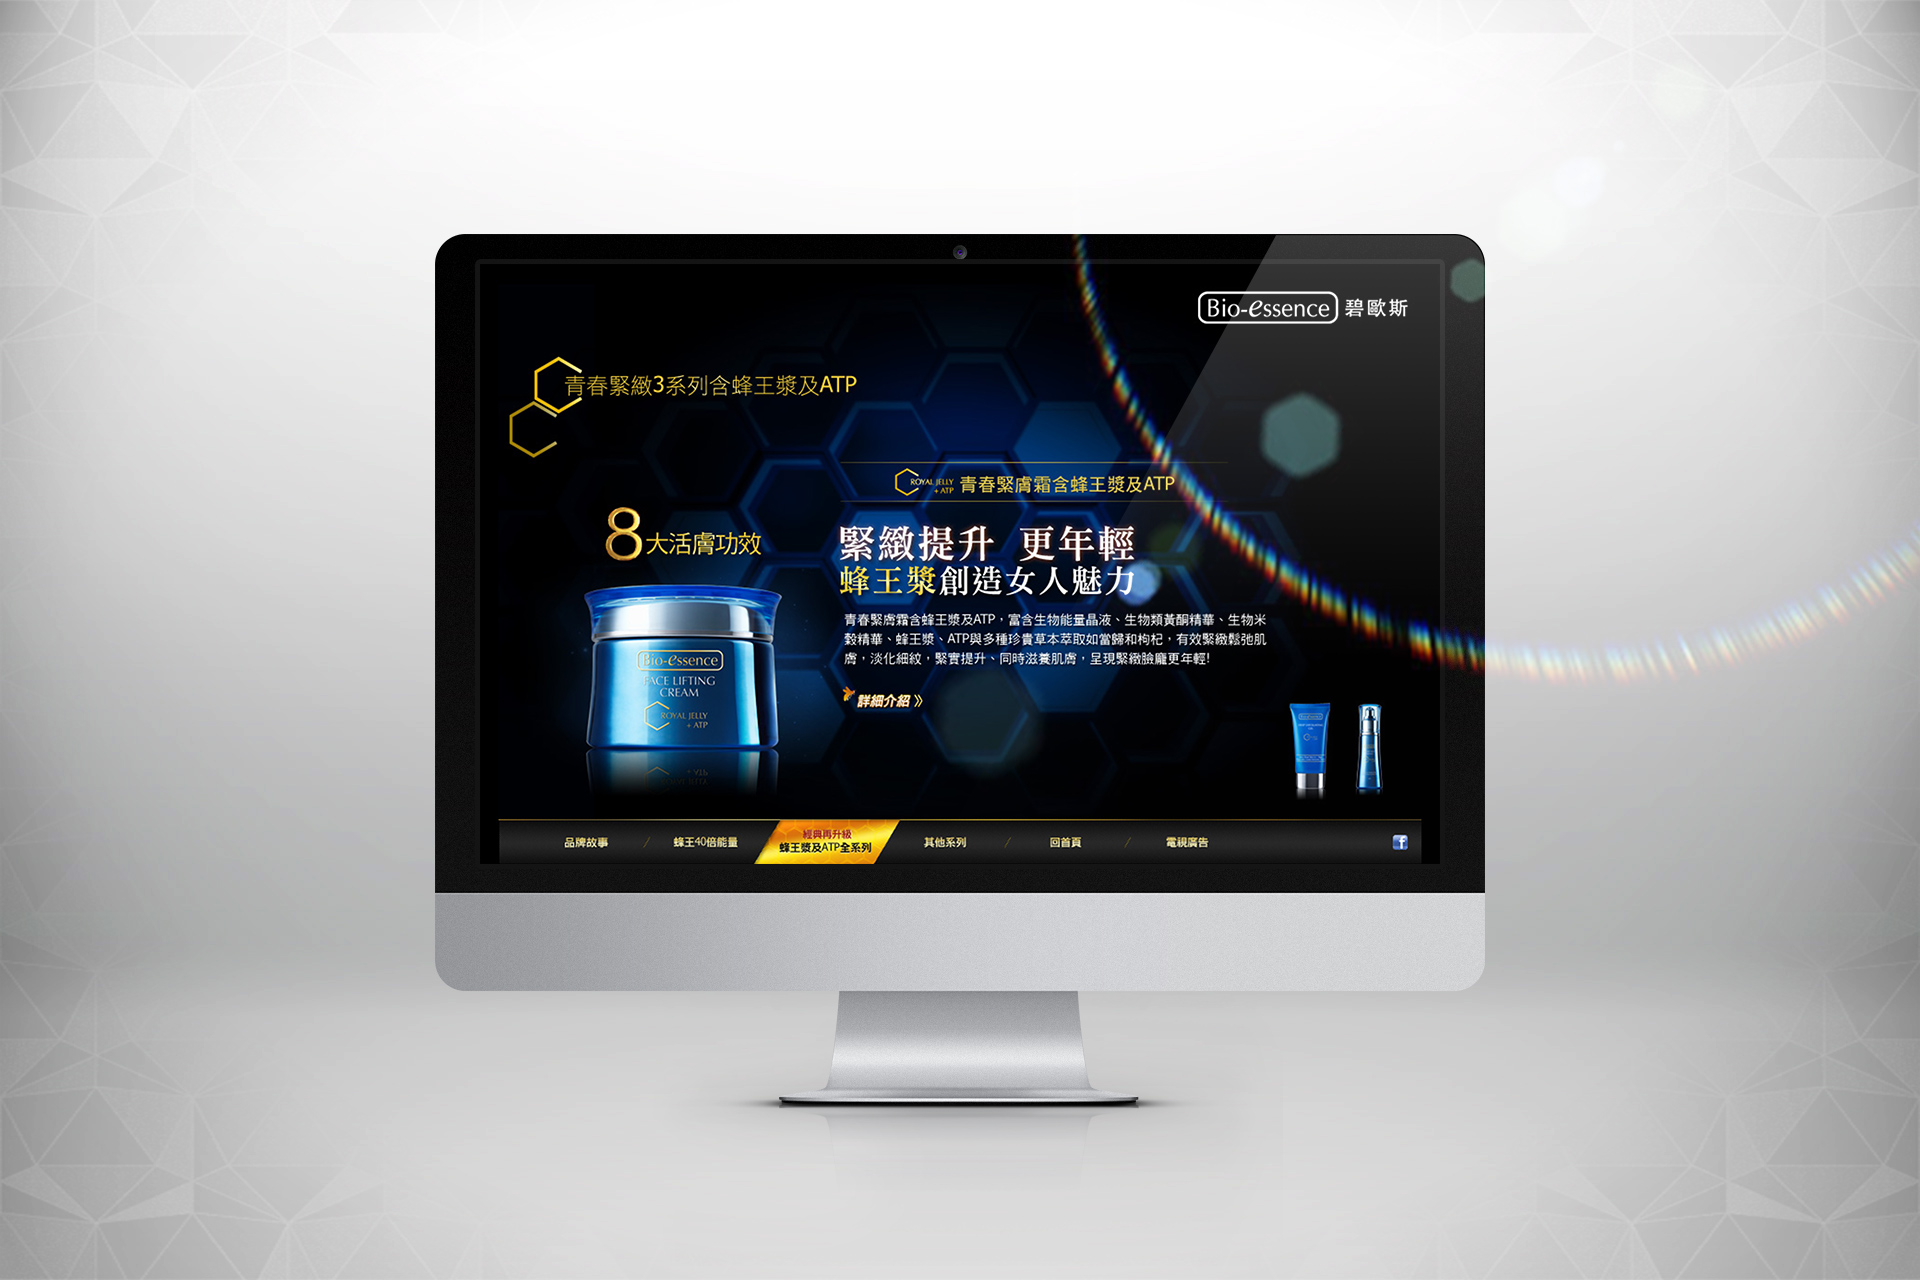 Bio-essence 碧歐斯
青春緊緻3系列含蜂王漿及ATP
ROYAL JELLY
+ ATP
青春緊膚霜含蜂王漿及ATP
8大活膚功效
緊緻提升 更年輕
蜂王漿創造女人魅力
青春緊膚霜含蜂王漿及ATP，富含生物能量晶液、生物類黃酮精華、生物米
穀精華、蜂王漿、ATP與多種珍貴草本萃取如當歸和枸杞，有效緊緻鬆弛肌
膚，淡化細紋，緊實提升、同時滋養肌膚，呈現緊緻臉龐更年輕!
詳細介紹 》
Bio-essence
FACE LIFTING
CREAM
ROYAL JELLY
+ ATP
品牌故事 / 蜂王40倍能量
經典再升級
蜂王漿及ATP全系列
其他系列 / 回首頁 / 電視廣告
f